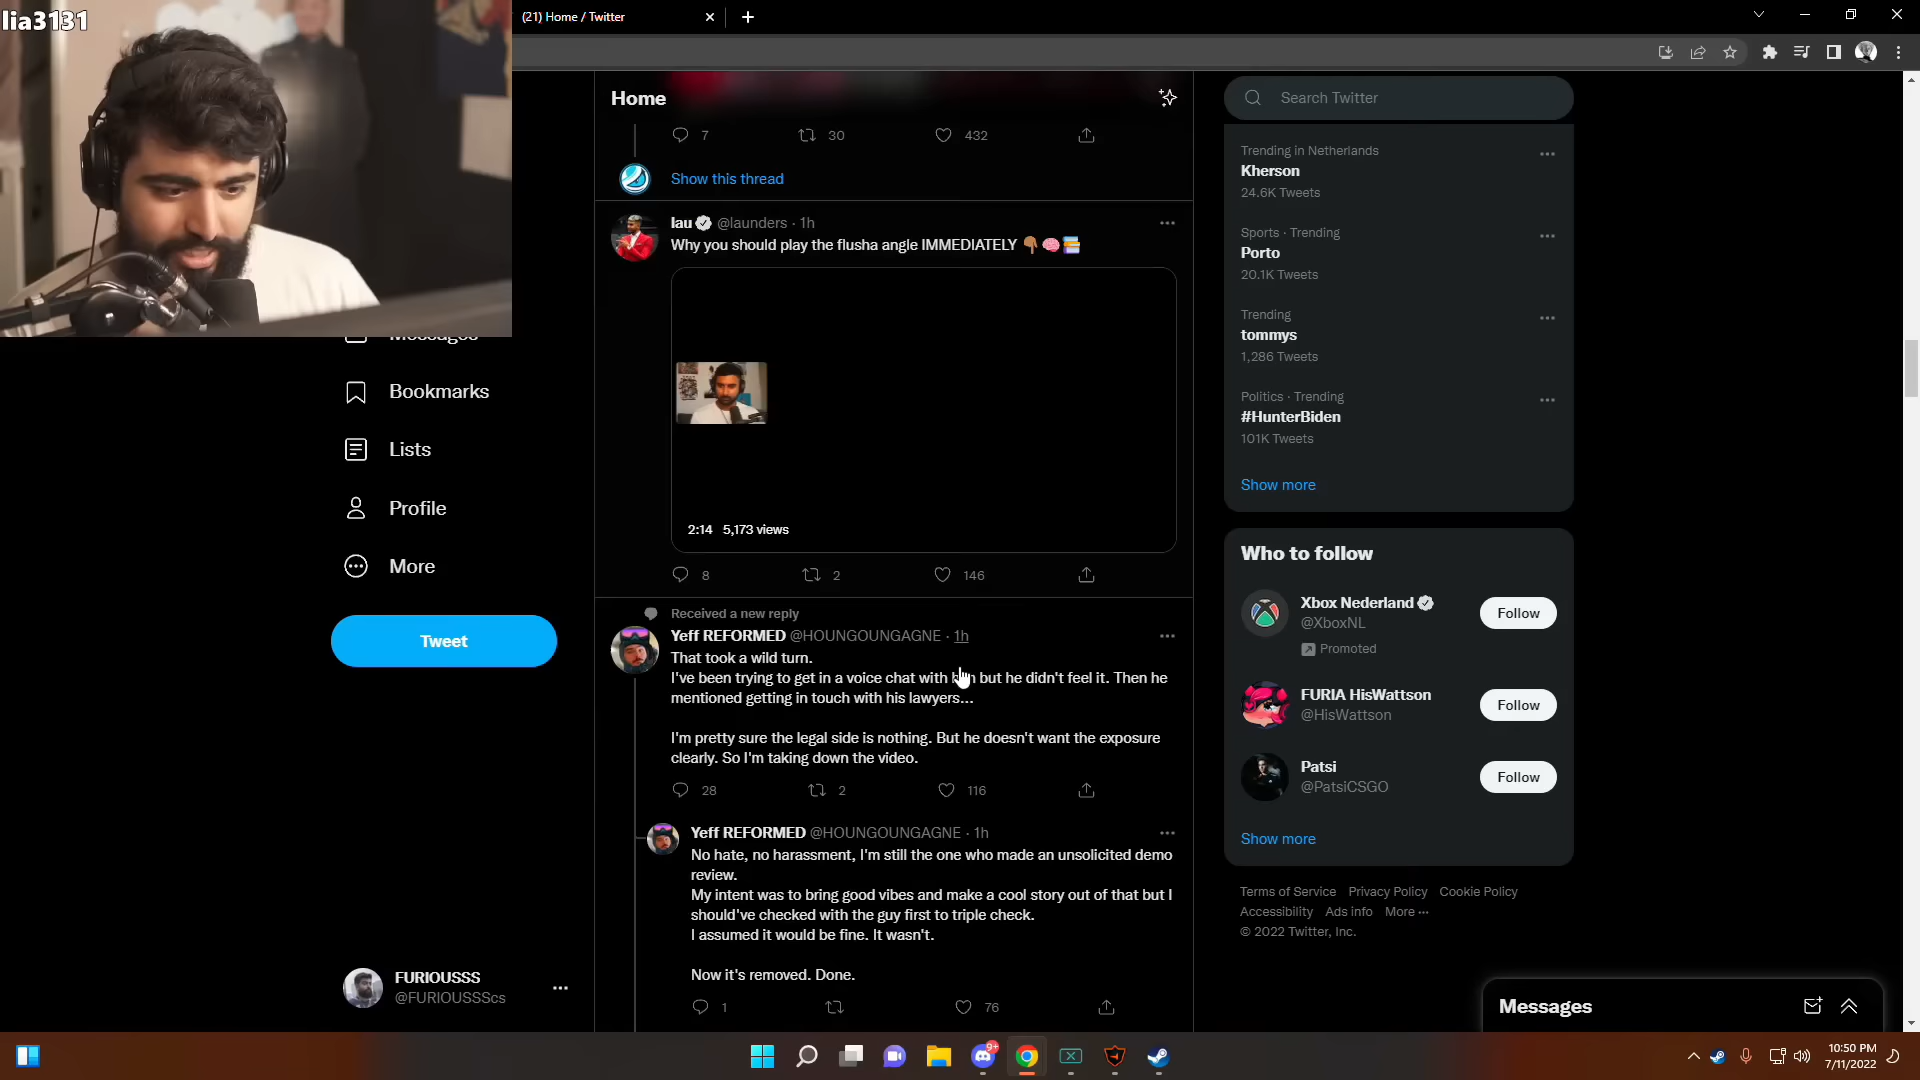 lia3131
(21) Home / Twitter
Home
7 30 432
Show this thread
lau @launders · 1h
Why you should play the flusha angle IMMEDIATELY 👇🏾🧠📚
2:14 5,173 views
8 2 146
Received a new reply
Yeff REFORMED @HOUNGOUNGAGNE · 1h
That took a wild turn.
I've been trying to get in a voice chat with but he didn't feel it. Then he
mentioned getting in touch with his lawyers...
I'm pretty sure the legal side is nothing. But he doesn't want the exposure
clearly. So I'm taking down the video.
28 2 116
Yeff REFORMED @HOUNGOUNGAGNE · 1h
No hate, no harassment, I'm still the one who made an unsolicited demo
review.
My intent was to bring good vibes and make a cool story out of that but I
should've checked with the guy first to triple check.
I assumed it would be fine. It wasn't.
Now it's removed. Done.
1 76
Messages
Bookmarks
Lists
Profile
More
Tweet
FURIOUSSS
@FURIOUSSScs
Search Twitter
Trending in Netherlands
Kherson
24.6K Tweets
Sports · Trending
Porto
20.1K Tweets
Trending
tommys
1,286 Tweets
Politics · Trending
#HunterBiden
101K Tweets
Show more
Who to follow
Xbox Nederland
@XboxNL
Promoted
Follow
FURIA HisWattson
@HisWattson
Follow
Patsi
@PatsiCSGO
Follow
Show more
Terms of Service Privacy Policy Cookie Policy
Accessibility Ads info More ···
© 2022 Twitter, Inc.
Messages
9+
10:50 PM
7/11/2022